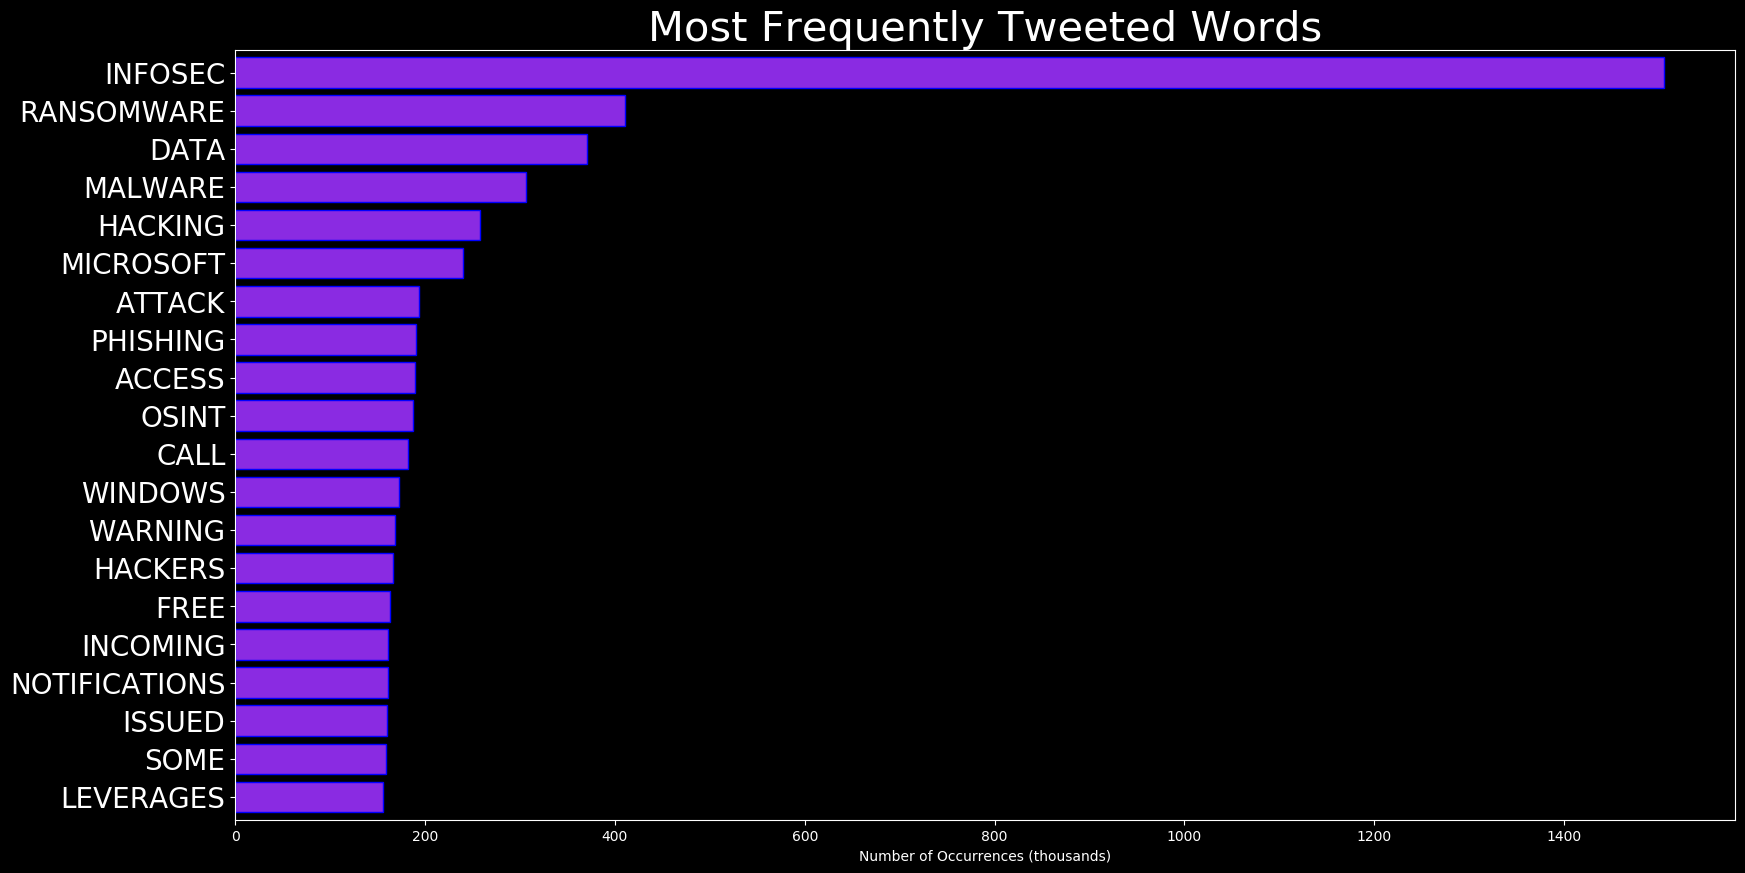 Most Frequently Tweeted Words
INFOSEC
RANSOMWARE
DATA
MALWARE
HACKING
MICROSOFT
ATTACK
PHISHING
ACCESS
OSINT
CALL
WINDOWS
WARNING
HACKERS
FREE
INCOMING
NOTIFICATIONS
ISSUED
SOME
LEVERAGES
0 200 400 600 800 1000 1200 1400
Number of Occurrences (thousands)